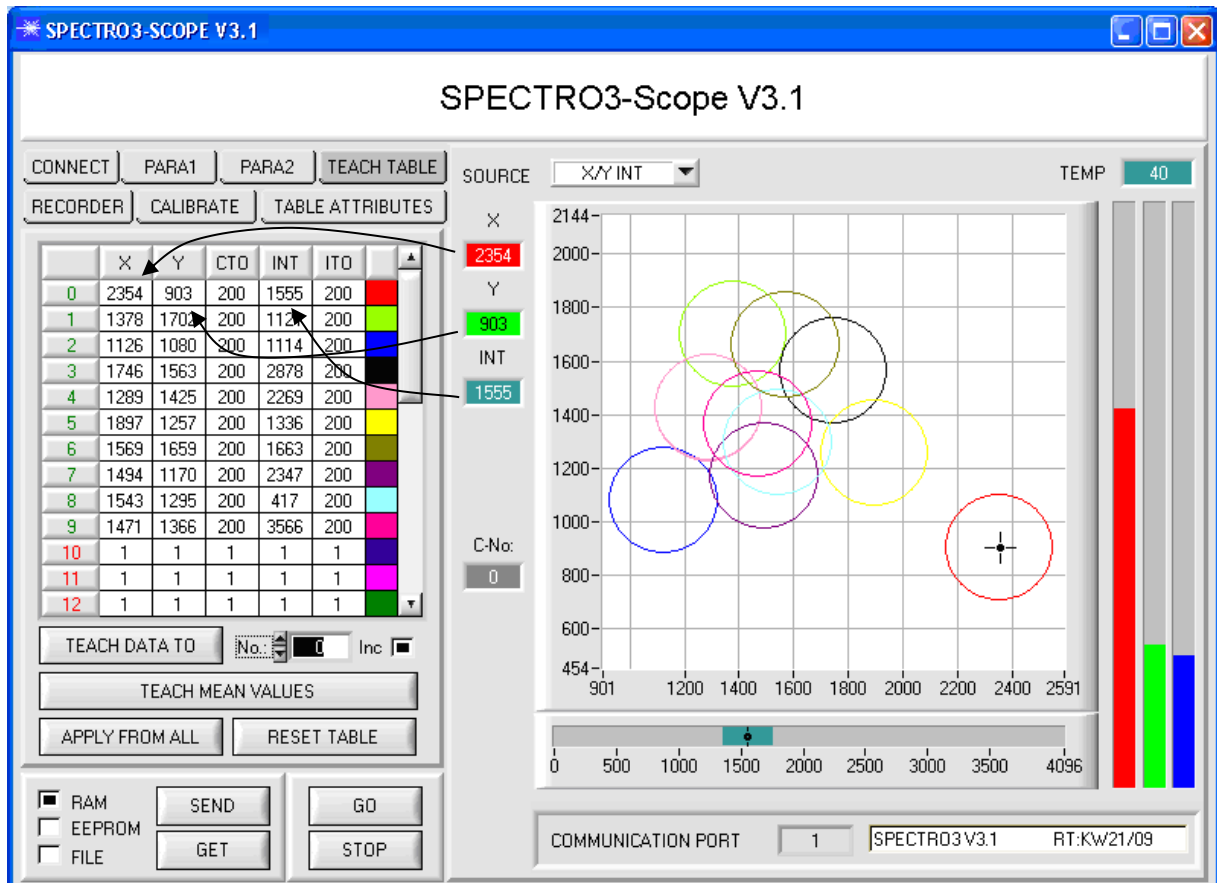 SPECTRO3-SCOPE V3.1
SPECTRO3-Scope V3.1
CONNECT PARA1 PARA2 TEACH TABLE
RECORDER CALIBRATE TABLE ATTRIBUTES
X Y CTO INT ITO
0 2354 903 200 1555 200
1 1378 1702 200 200
2 1126 1080 200 1114 200
3 1746 1563 200 2878 200
4 1289 1425 200 2269 200
5 1897 1257 200 1336 200
6 1569 1659 200 1663 200
7 1494 1170 200 2347 200
8 1543 1295 200 417 200
9 1471 1366 200 3566 200
10 1 1 1 1 1
11 1 1 1 1 1
12 1 1 1 1 1
TEACH DATA TO No.: 0 Inc
TEACH MEAN VALUES
APPLY FROM ALL RESET TABLE
RAM
EEPROM
FILE
SEND
GET
GO
STOP
SOURCE X/Y INT
TEMP 40
X
2354
Y
903
INT
1555
C-No:
0
2144
2000
1800
1600
1400
1200
1000
800
600
454
901 1200 1400 1600 1800 2000 2200 2400 2591
0 500 1000 1500 2000 2500 3000 3500 4096
COMMUNICATION PORT 1 SPECTRO3 V3.1 RT:KW21/09